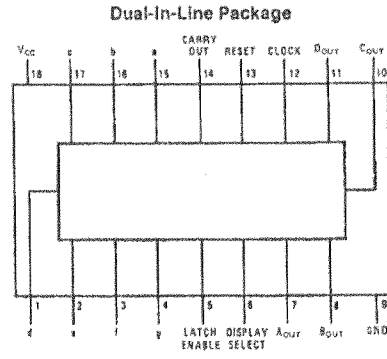 Dual-In-Line Package
VCC c b a CARRY OUT RESET CLOCK DOUT COUT
18 17 16 15 14 13 12 11 10
1 2 3 4 5 6 7 8 9
d e f g LATCH ENABLE DISPLAY SELECT AOUT BOUT GND